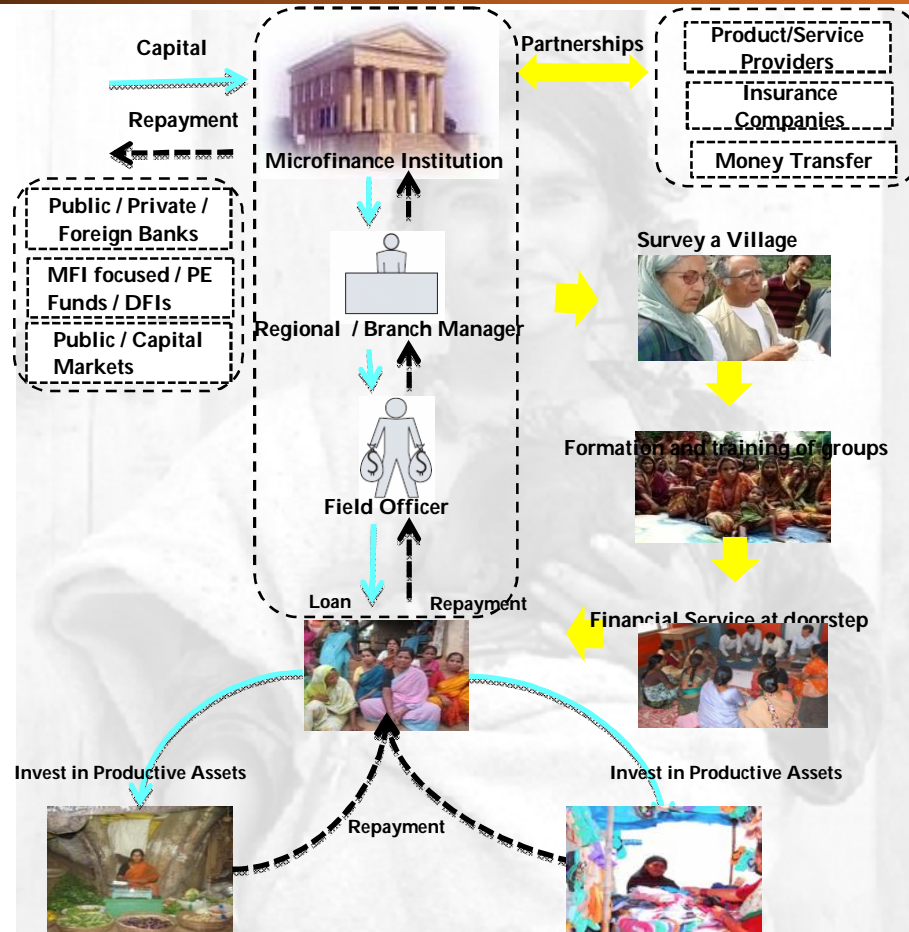 Capital
Repayment
Public / Private /
Foreign Banks
MFI focused / PE
Funds / DFIs
Public / Capital
Markets
Microfinance Institution
Regional / Branch Manager
$ $
Field Officer
Loan
Repayment
Partnerships
Product/Service
Providers
Insurance
Companies
Money Transfer
Survey a Village
Formation and training of groups
Financial Service at doorstep
Invest in Productive Assets
Repayment
Invest in Productive Assets